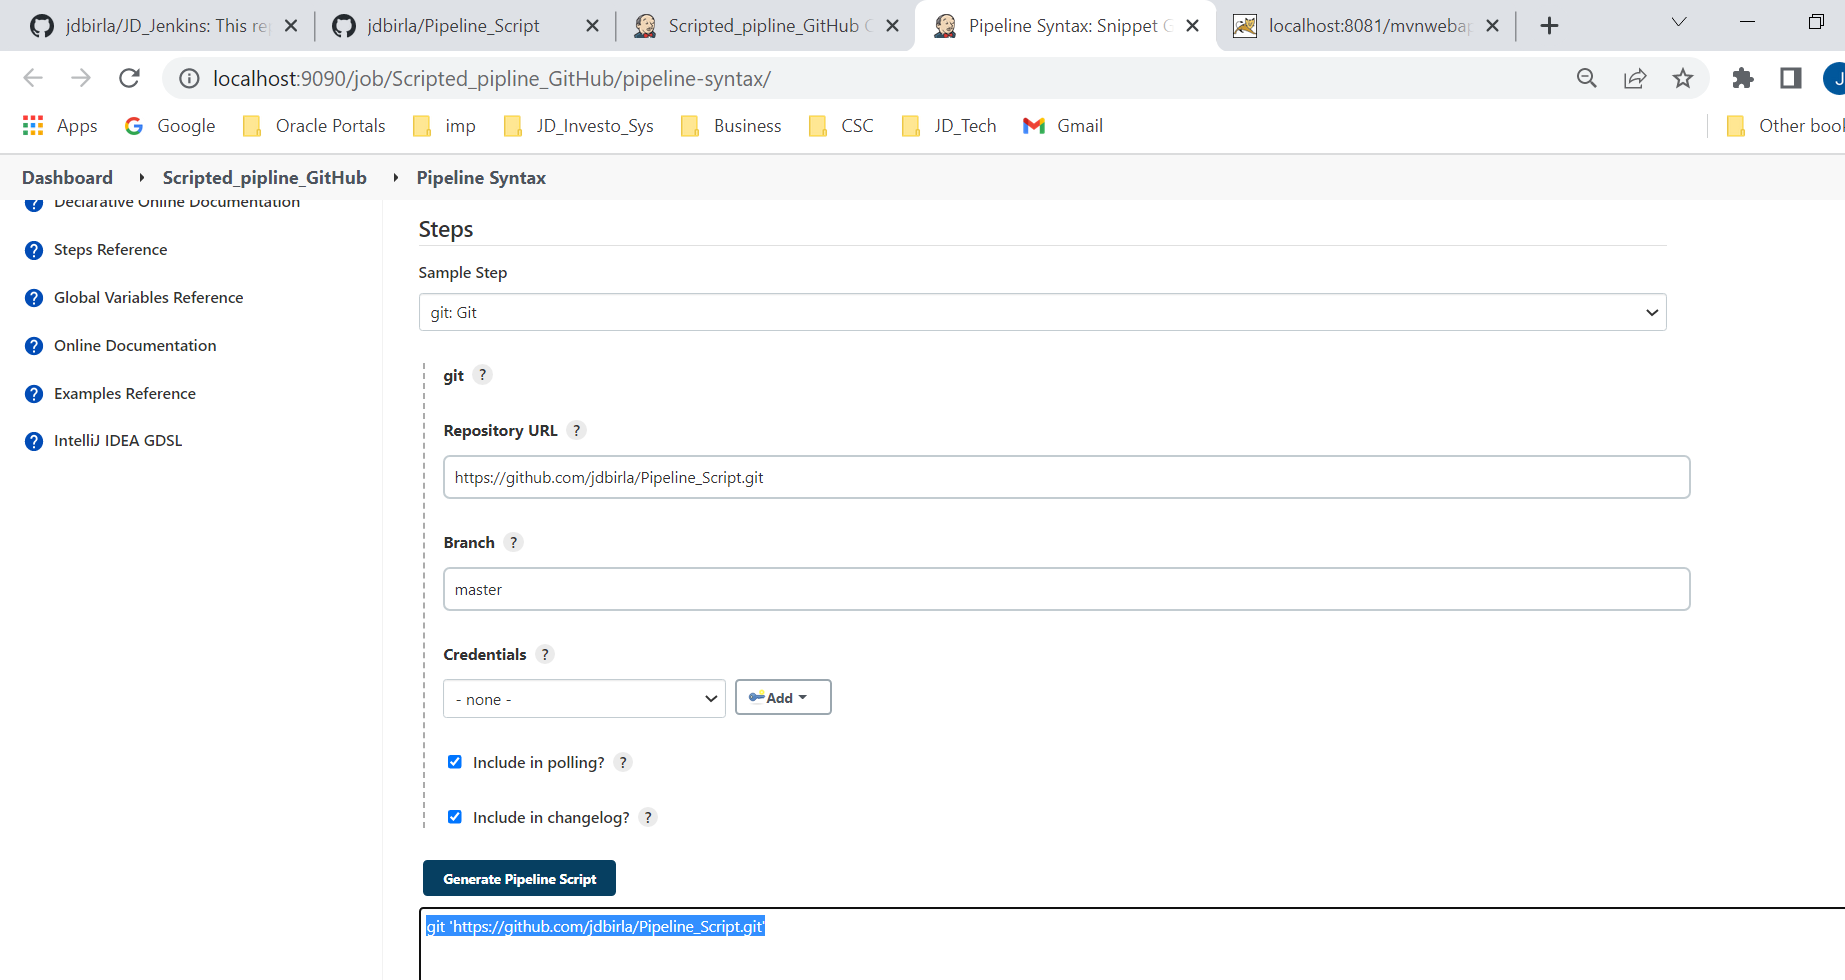 jdbirla/JD_Jenkins: This re
jdbirla/Pipeline_Script
Scripted_pipline_GitHub
Pipeline Syntax: Snippet G
localhost:8081/mvnwebap
localhost:9090/job/Scripted_pipline_GitHub/pipeline-syntax/
J
Apps
Google
Oracle Portals
imp
JD_Investo_Sys
Business
CSC
JD_Tech
Gmail
Other boo
Dashboard
Scripted_pipline_GitHub
Pipeline Syntax
Declarative Online Documentation
Steps Reference
Global Variables Reference
Online Documentation
Examples Reference
IntelliJ IDEA GDSL
Steps
Sample Step
git: Git
git ?
Repository URL ?
https://github.com/jdbirla/Pipeline_Script.git
Branch ?
master
Credentials ?
- none -
Add
Include in polling? ?
Include in changelog? ?
Generate Pipeline Script
git 'https://github.com/jdbirla/Pipeline_Script.git'